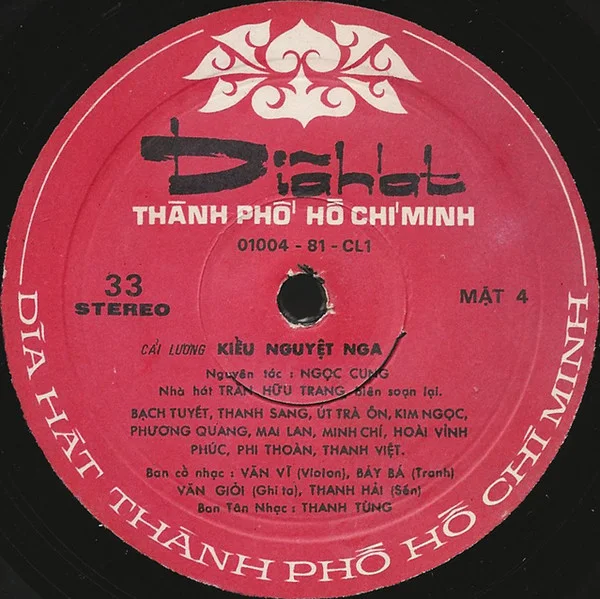 Dĩahát
THÀNH PHỐ HỒ CHÍ MINH
01004 - 81 - CL1
33
STEREO
MẶT 4
CẢI LƯƠNG KIỀU NGUYỆT NGA
Nguyên tác : NGỌC CUNG
Nhà hát TRẦN HỮU TRANG biên soạn lại.
BẠCH TUYẾT, THANH SANG, ÚT TRÀ ÔN, KIM NGỌC,
PHƯƠNG QUANG, MAI LAN, MINH CHÍ, HOÀI VĨNH
PHÚC, PHI THOÀN, THANH VIỆT.
Ban cổ nhạc : VĂN VĨ (Violon), BẢY BÁ (Tranh)
VĂN GIỎI (Ghi ta), THANH HẢI (Sến)
Ban Tân Nhạc : THANH TÙNG
DĨA HÁT THÀNH PHỐ HỒ CHÍ MINH